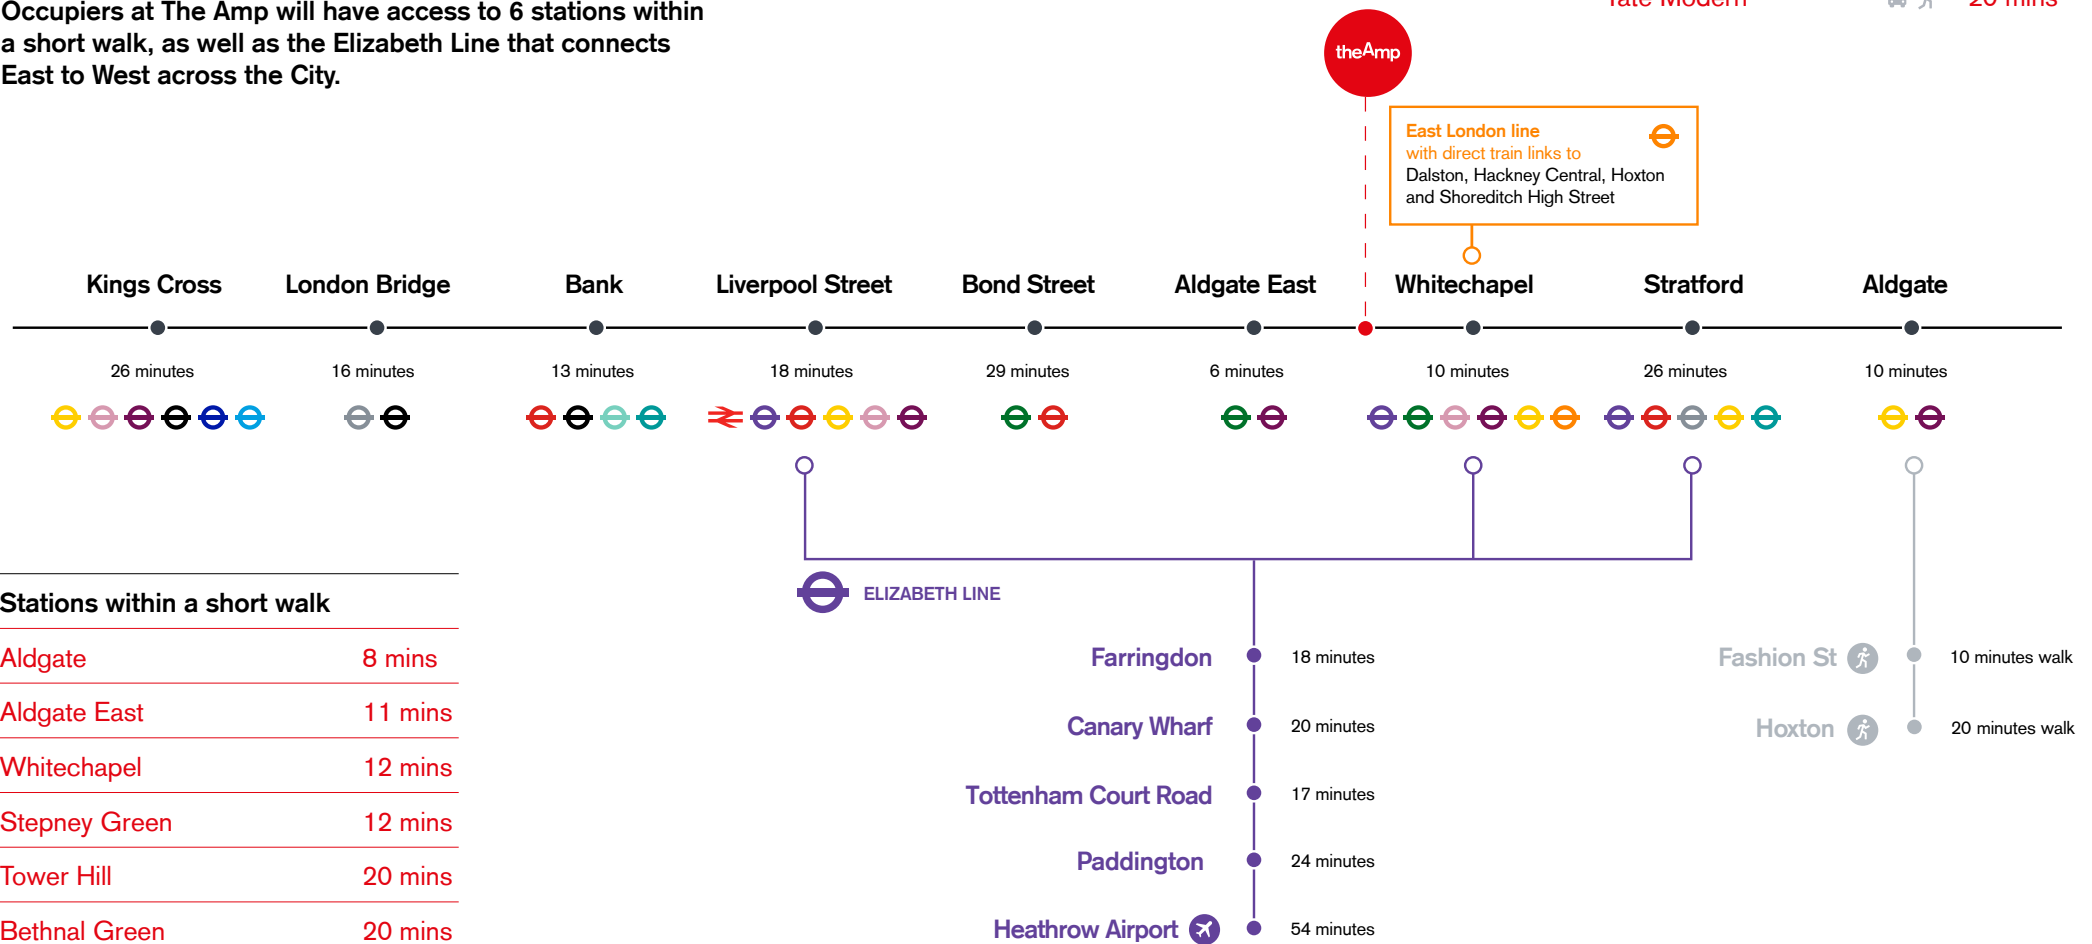 Occupiers at The Amp will have access to 6 stations within
a short walk, as well as the Elizabeth Line that connects
East to West across the City.
Tate Modern 20 mins
theAmp
East London line
with direct train links to
Dalston, Hackney Central, Hoxton
and Shoreditch High Street
Kings Cross London Bridge Bank Liverpool Street Bond Street Aldgate East Whitechapel Stratford Aldgate
26 minutes 16 minutes 13 minutes 18 minutes 29 minutes 6 minutes 10 minutes 26 minutes 10 minutes
ELIZABETH LINE
Stations within a short walk
Aldgate 8 mins
Aldgate East 11 mins
Whitechapel 12 mins
Stepney Green 12 mins
Tower Hill 20 mins
Bethnal Green 20 mins
Farringdon 18 minutes
Canary Wharf 20 minutes
Tottenham Court Road 17 minutes
Paddington 24 minutes
Heathrow Airport 54 minutes
Fashion St 10 minutes walk
Hoxton 20 minutes walk